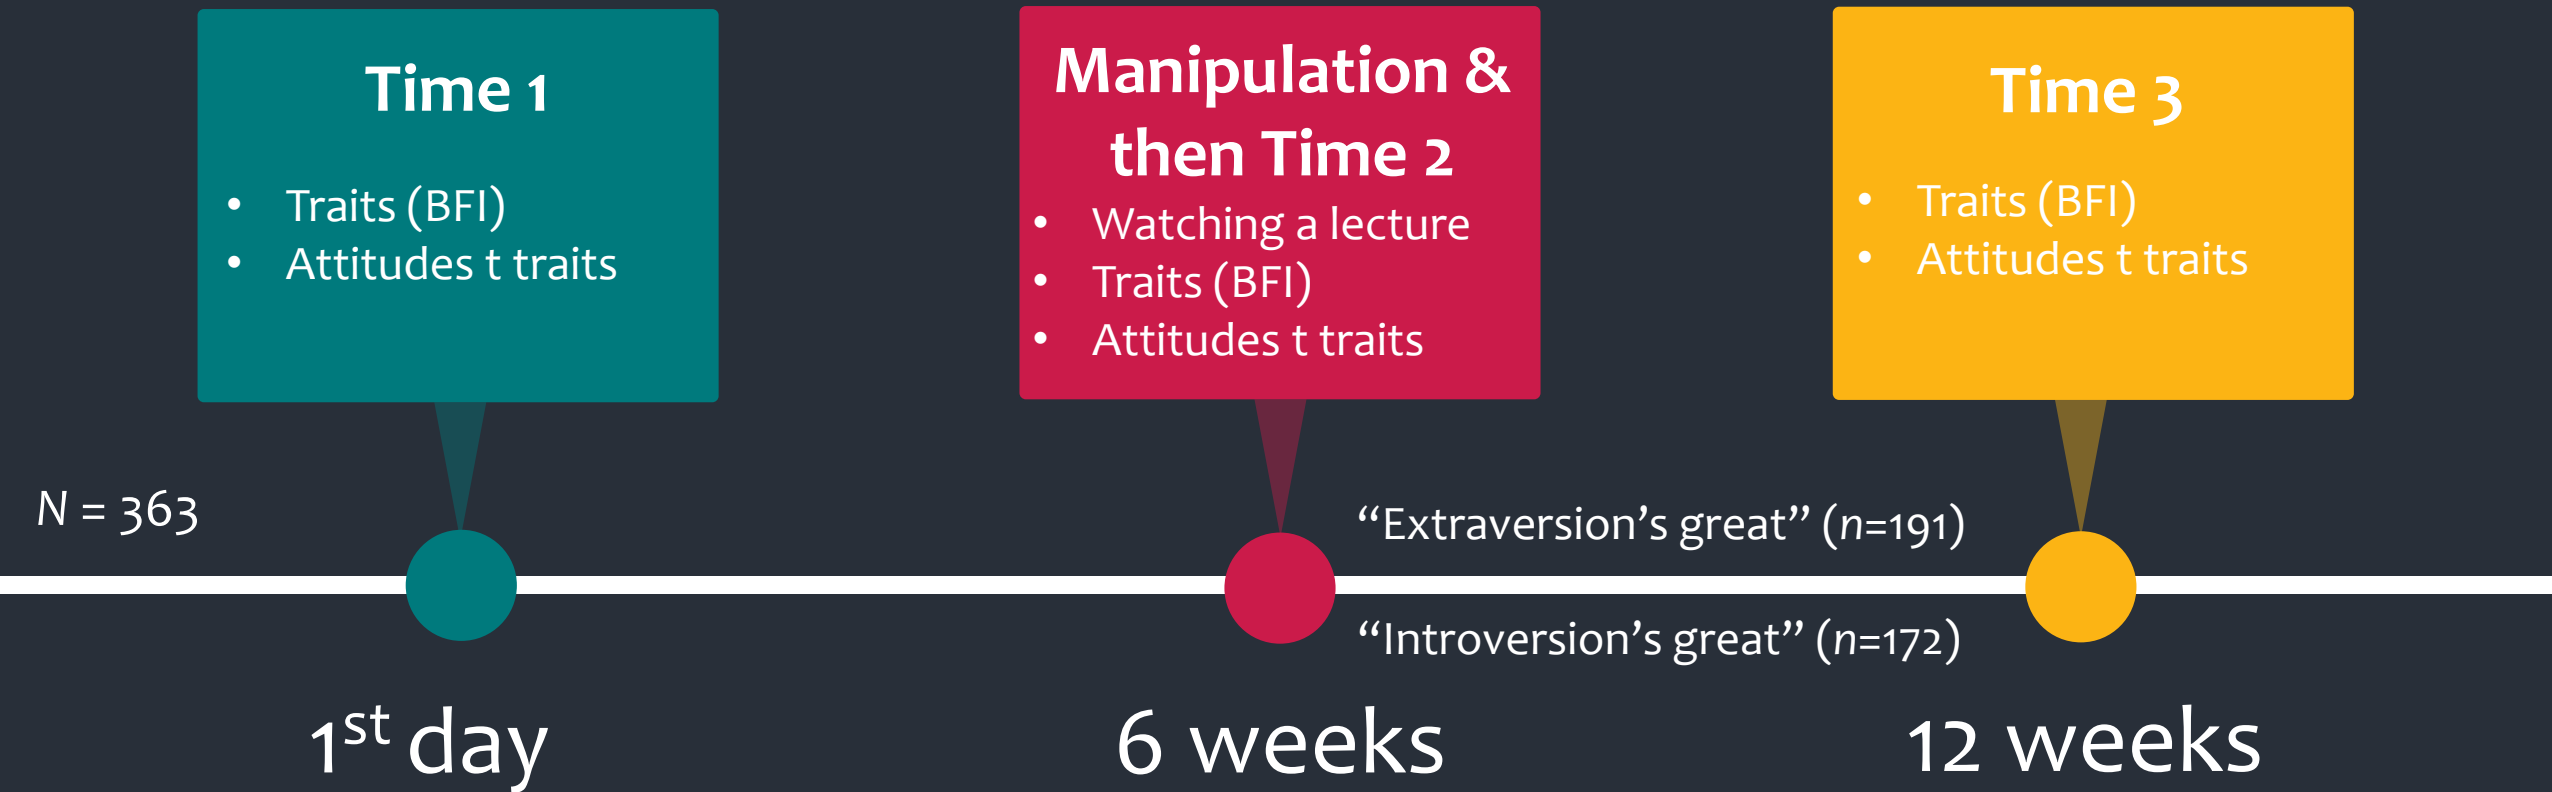 Time 1
• Traits (BFI)
• Attitudes t traits
Manipulation &
then Time 2
• Watching a lecture
• Traits (BFI)
• Attitudes t traits
Time 3
• Traits (BFI)
• Attitudes t traits
N = 363
“Extraversion’s great” (n=191)
“Introversion’s great” (n=172)
1st day
6 weeks
12 weeks